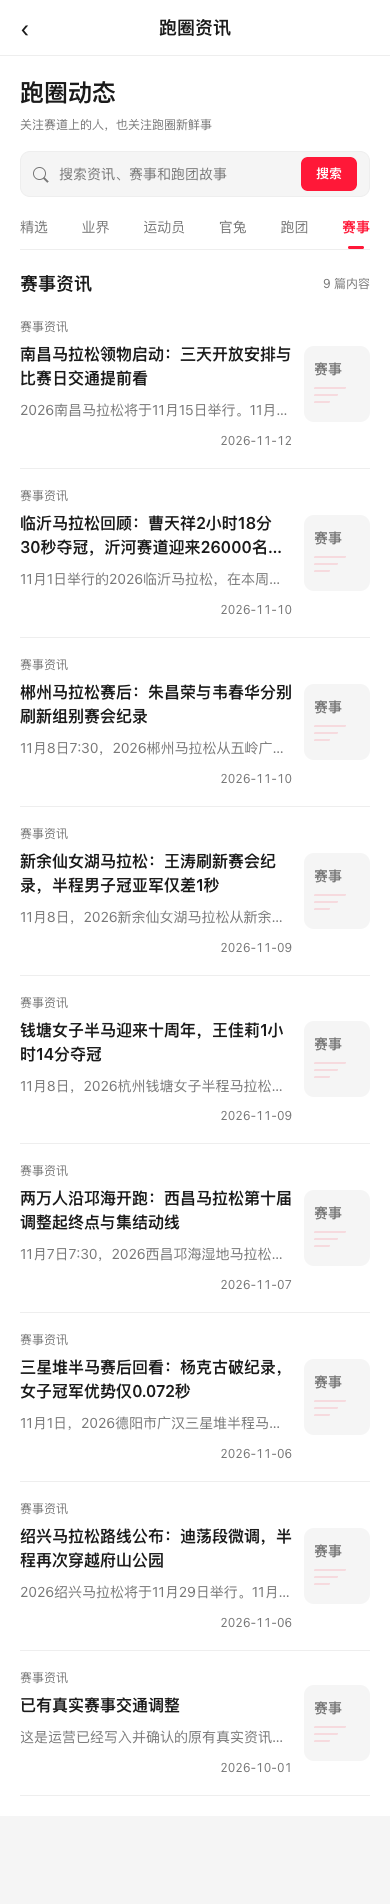 跑圈资讯
跑圈动态
关注赛道上的人，也关注跑圈新鲜事
搜索资讯、赛事和跑团故事
搜索
精选 业界 运动员 官兔 跑团 赛事
赛事资讯
9 篇内容
赛事资讯
南昌马拉松领物启动：三天开放安排与
比赛日交通提前看
2026南昌马拉松将于11月15日举行。11月...
2026-11-12
赛事
赛事资讯
临沂马拉松回顾：曹天祥2小时18分
30秒夺冠，沂河赛道迎来26000名...
11月1日举行的2026临沂马拉松，在本周...
2026-11-10
赛事
赛事资讯
郴州马拉松赛后：朱昌荣与韦春华分别
刷新组别赛会纪录
11月8日7:30，2026郴州马拉松从五岭广...
2026-11-10
赛事
赛事资讯
新余仙女湖马拉松：王涛刷新赛会纪
录，半程男子冠亚军仅差1秒
11月8日，2026新余仙女湖马拉松从新余...
2026-11-09
赛事
赛事资讯
钱塘女子半马迎来十周年，王佳莉1小
时14分夺冠
11月8日，2026杭州钱塘女子半程马拉松...
2026-11-09
赛事
赛事资讯
两万人沿邛海开跑：西昌马拉松第十届
调整起终点与集结动线
11月7日7:30，2026西昌邛海湿地马拉松...
2026-11-07
赛事
赛事资讯
三星堆半马赛后回看：杨克古破纪录，
女子冠军优势仅0.072秒
11月1日，2026德阳市广汉三星堆半程马...
2026-11-06
赛事
赛事资讯
绍兴马拉松路线公布：迪荡段微调，半
程再次穿越府山公园
2026绍兴马拉松将于11月29日举行。11月...
2026-11-06
赛事
赛事资讯
已有真实赛事交通调整
这是运营已经写入并确认的原有真实资讯...
2026-10-01
赛事